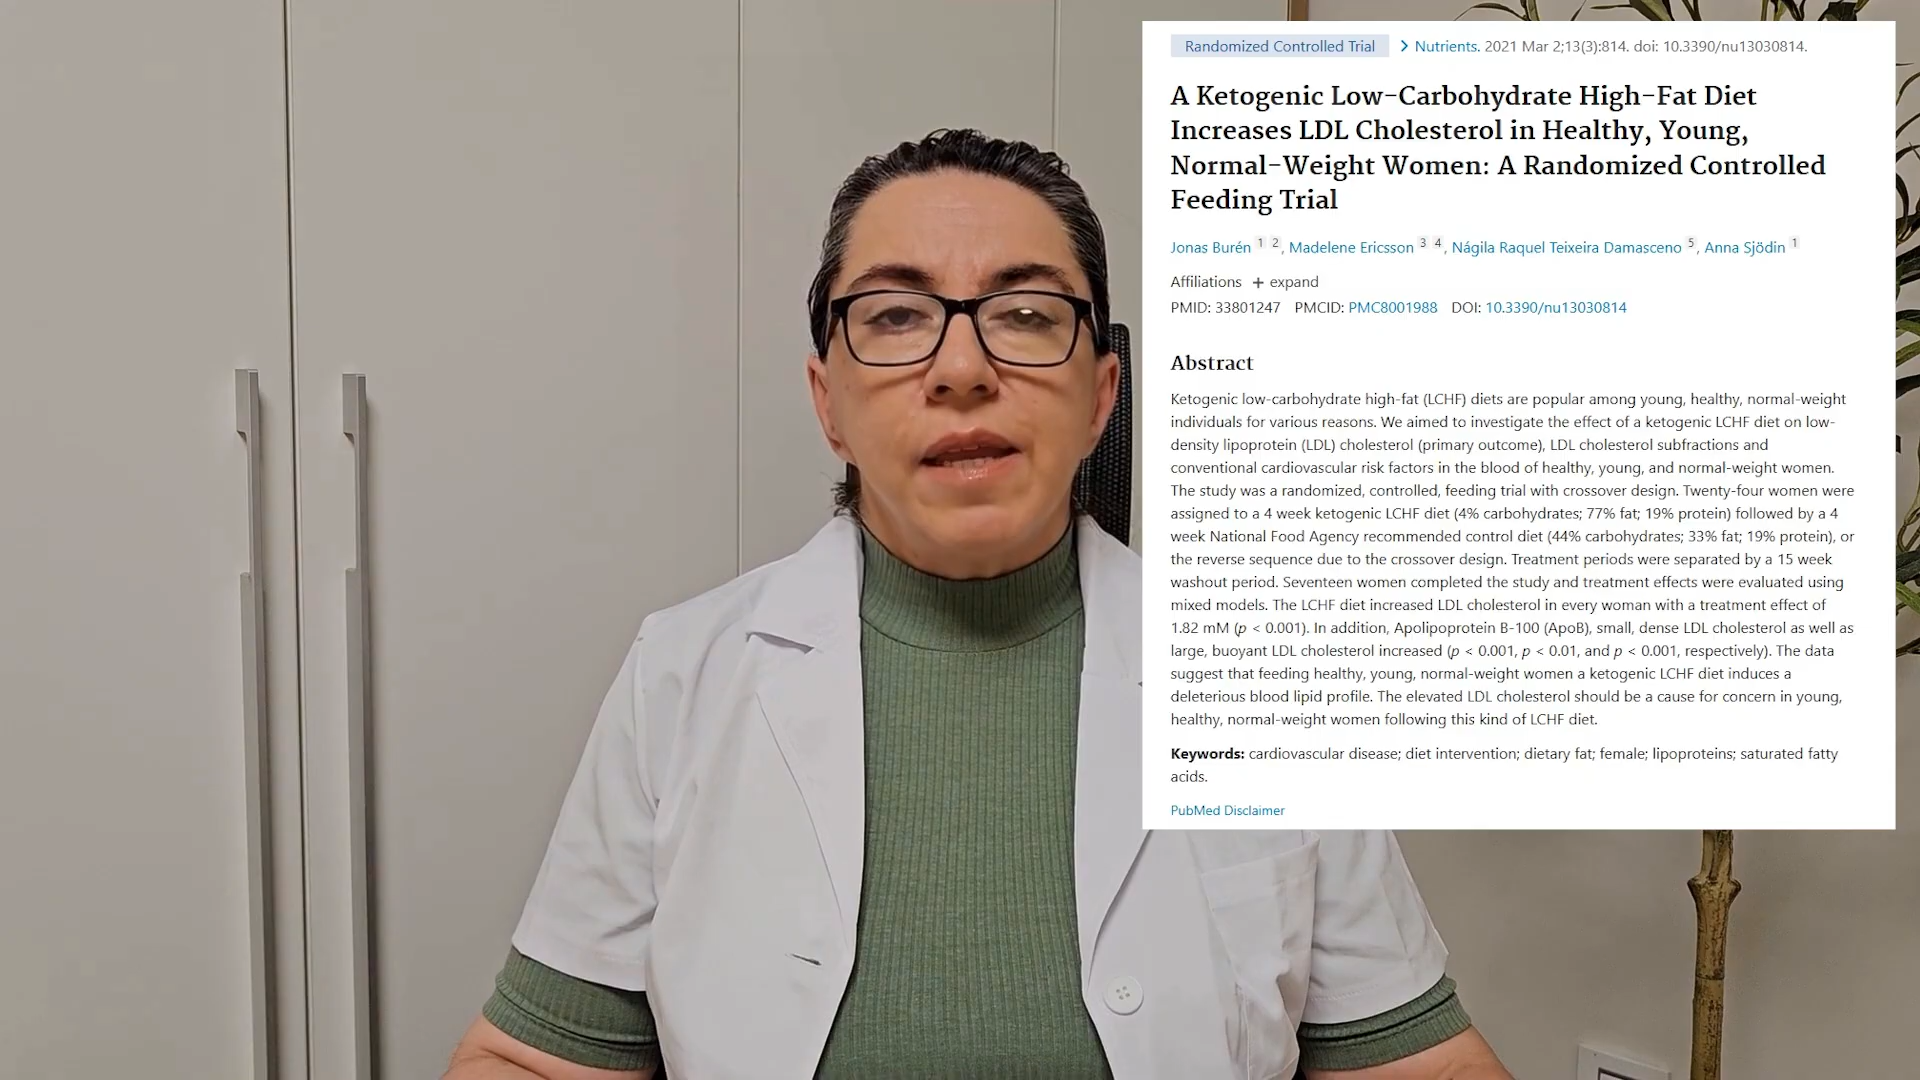 Randomized Controlled Trial > Nutrients. 2021 Mar 2;13(3):814. doi: 10.3390/nu13030814.
A Ketogenic Low-Carbohydrate High-Fat Diet
Increases LDL Cholesterol in Healthy, Young,
Normal-Weight Women: A Randomized Controlled
Feeding Trial
Jonas Burén 1 2, Madelene Ericsson 3 4, Nágila Raquel Teixeira Damasceno 5, Anna Sjödin 1
Affiliations + expand
PMID: 33801247 PMCID: PMC8001988 DOI: 10.3390/nu13030814
Abstract
Ketogenic low-carbohydrate high-fat (LCHF) diets are popular among young, healthy, normal-weight
individuals for various reasons. We aimed to investigate the effect of a ketogenic LCHF diet on low-
density lipoprotein (LDL) cholesterol (primary outcome), LDL cholesterol subfractions and
conventional cardiovascular risk factors in the blood of healthy, young, and normal-weight women.
The study was a randomized, controlled, feeding trial with crossover design. Twenty-four women were
assigned to a 4 week ketogenic LCHF diet (4% carbohydrates; 77% fat; 19% protein) followed by a 4
week National Food Agency recommended control diet (44% carbohydrates; 33% fat; 19% protein), or
the reverse sequence due to the crossover design. Treatment periods were separated by a 15 week
washout period. Seventeen women completed the study and treatment effects were evaluated using
mixed models. The LCHF diet increased LDL cholesterol in every woman with a treatment effect of
1.82 mM (p < 0.001). In addition, Apolipoprotein B-100 (ApoB), small, dense LDL cholesterol as well as
large, buoyant LDL cholesterol increased (p < 0.001, p < 0.01, and p < 0.001, respectively). The data
suggest that feeding healthy, young, normal-weight women a ketogenic LCHF diet induces a
deleterious blood lipid profile. The elevated LDL cholesterol should be a cause for concern in young,
healthy, normal-weight women following this kind of LCHF diet.
Keywords: cardiovascular disease; diet intervention; dietary fat; female; lipoproteins; saturated fatty
acids.
PubMed Disclaimer